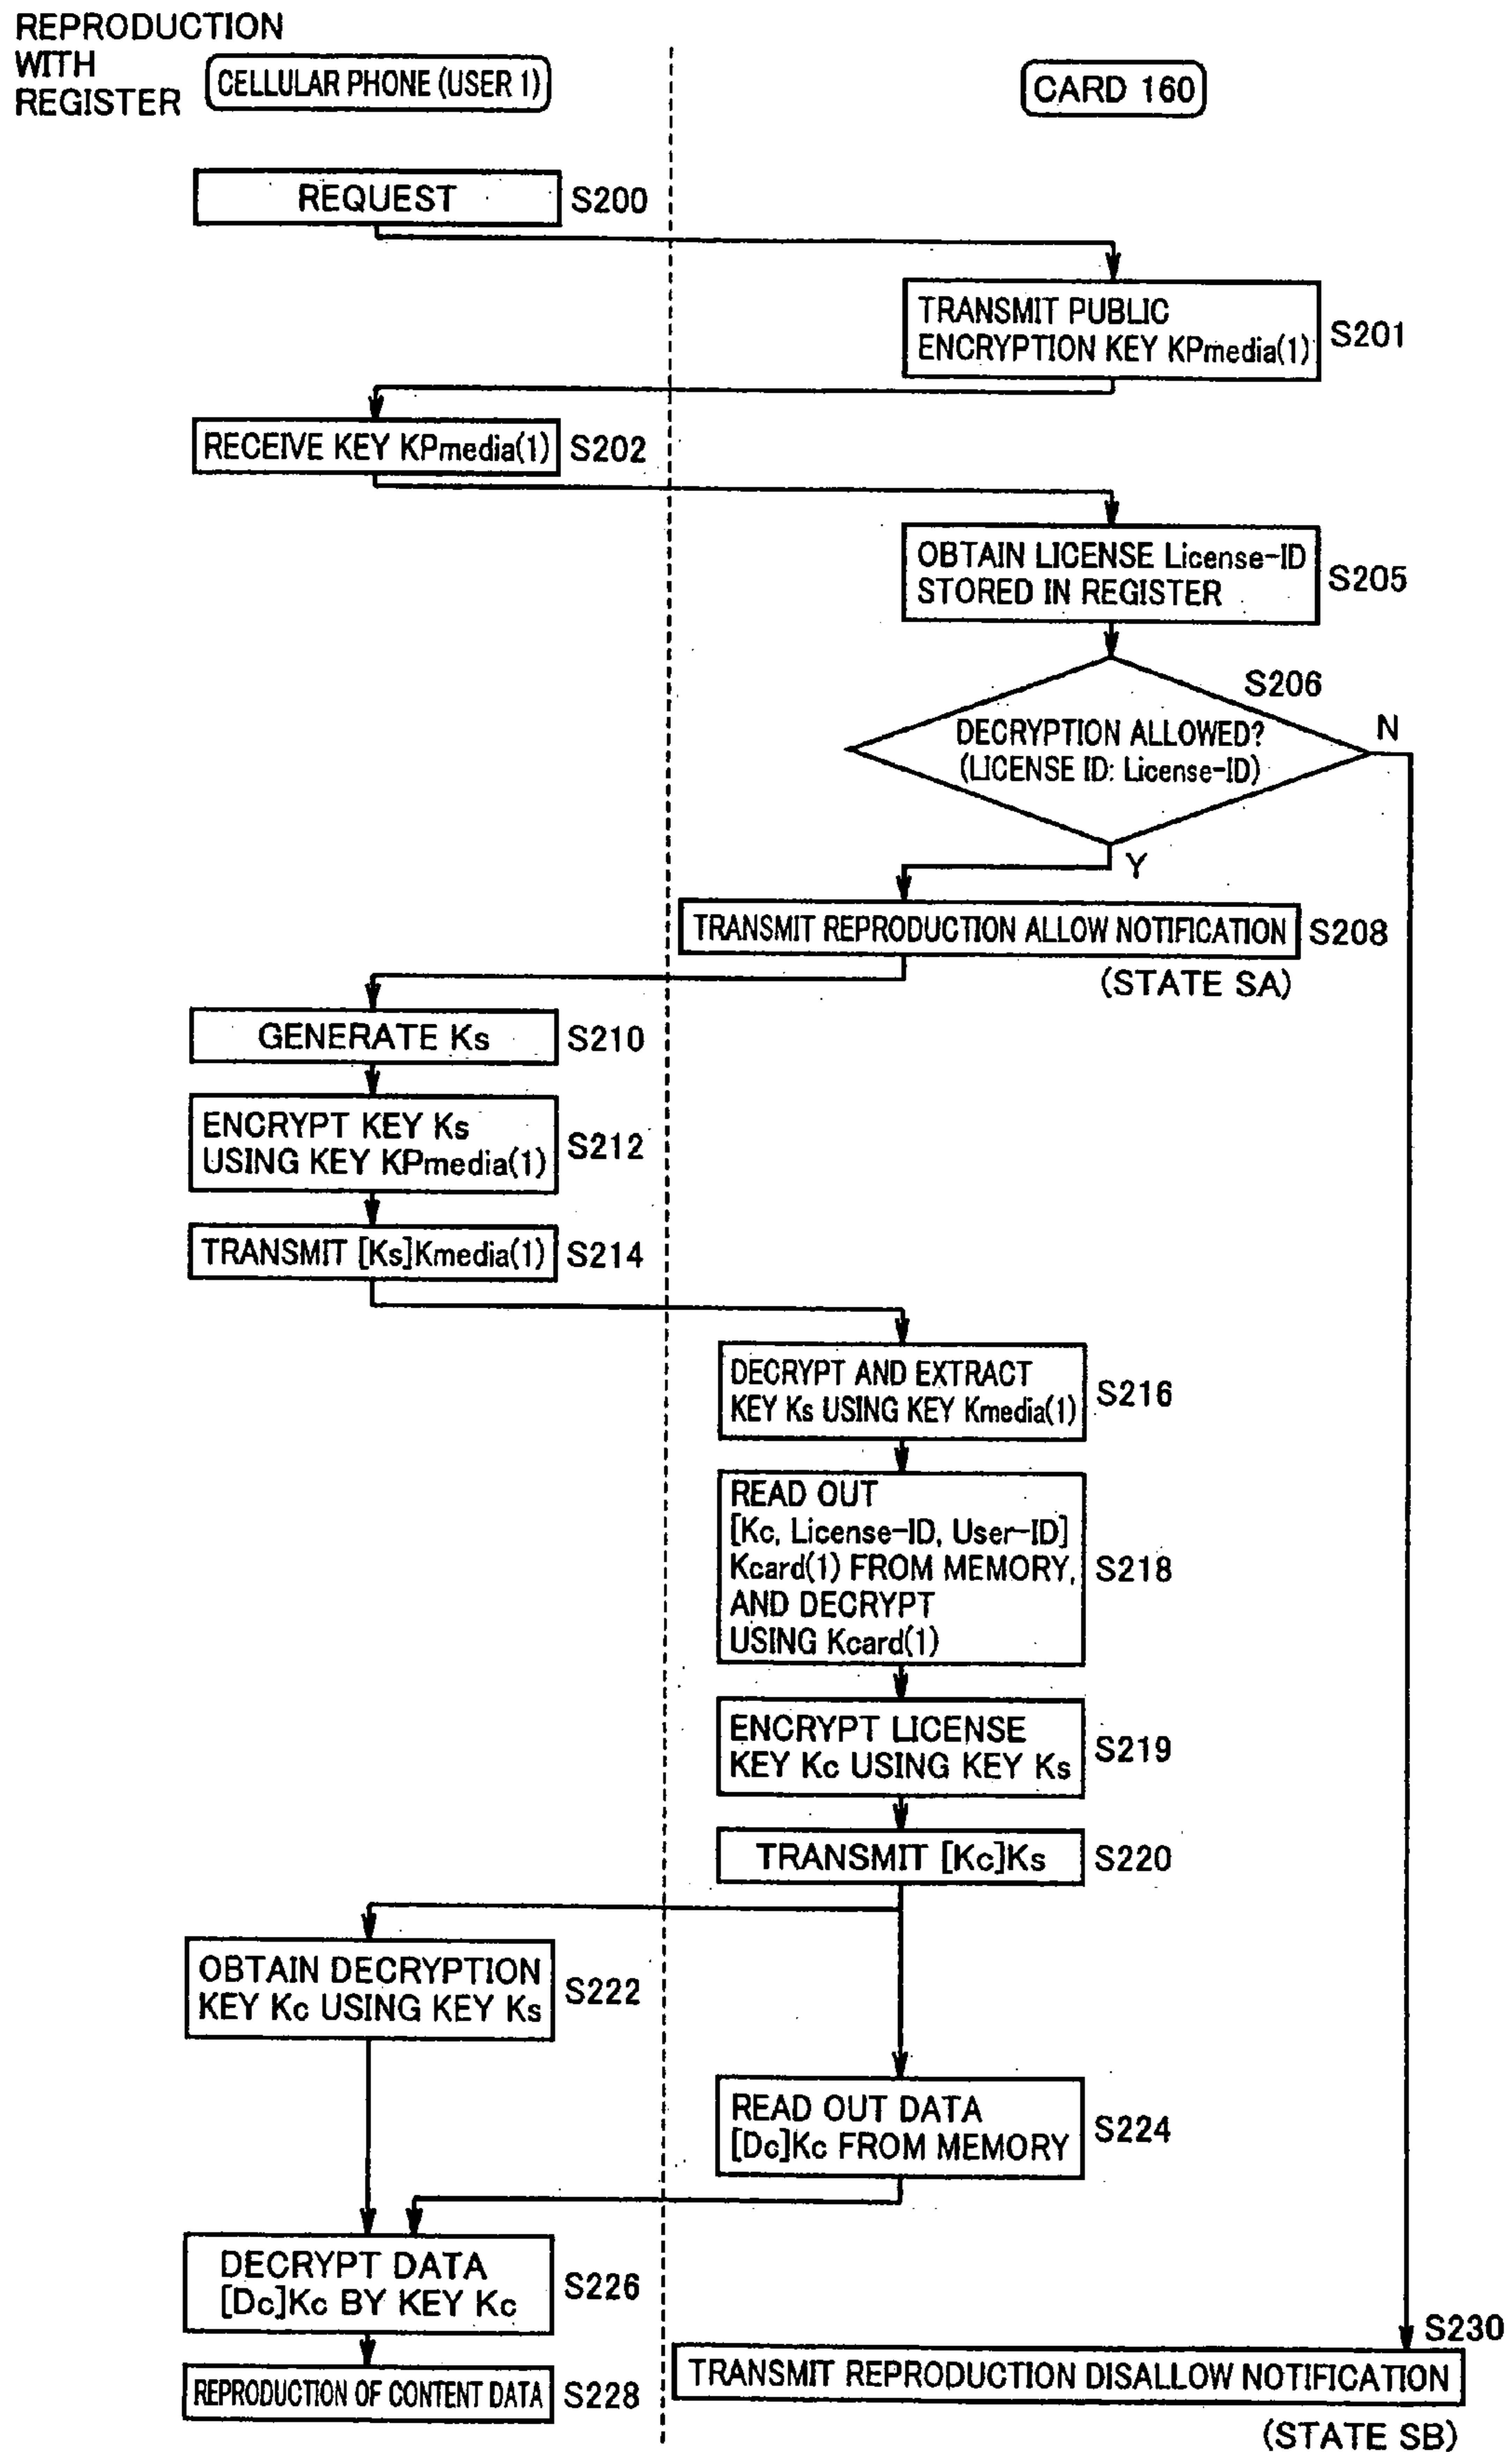 REPRODUCTION
WITH
REGISTER
CELLULAR PHONE (USER 1)
CARD 160
REQUEST
S200
TRANSMIT PUBLIC
ENCRYPTION KEY KPmedia(1)
S201
RECEIVE KEY KPmedia(1)
S202
OBTAIN LICENSE License-ID
STORED IN REGISTER
S205
S206
DECRYPTION ALLOWED?
(LICENSE ID: License-ID)
N
Y
TRANSMIT REPRODUCTION ALLOW NOTIFICATION
S208
(STATE SA)
GENERATE Ks
S210
ENCRYPT KEY Ks
USING KEY KPmedia(1)
S212
TRANSMIT [Ks]Kmedia(1)
S214
DECRYPT AND EXTRACT
KEY Ks USING KEY Kmedia(1)
S216
READ OUT
[Kc, License-ID, User-ID]
Kcard(1) FROM MEMORY,
AND DECRYPT
USING Kcard(1)
S218
ENCRYPT LICENSE
KEY Kc USING KEY Ks
S219
TRANSMIT [Kc]Ks
S220
OBTAIN DECRYPTION
KEY Kc USING KEY Ks
S222
READ OUT DATA
[Dc]Kc FROM MEMORY
S224
DECRYPT DATA
[Dc]Kc BY KEY Kc
S226
REPRODUCTION OF CONTENT DATA
S228
S230
TRANSMIT REPRODUCTION DISALLOW NOTIFICATION
(STATE SB)